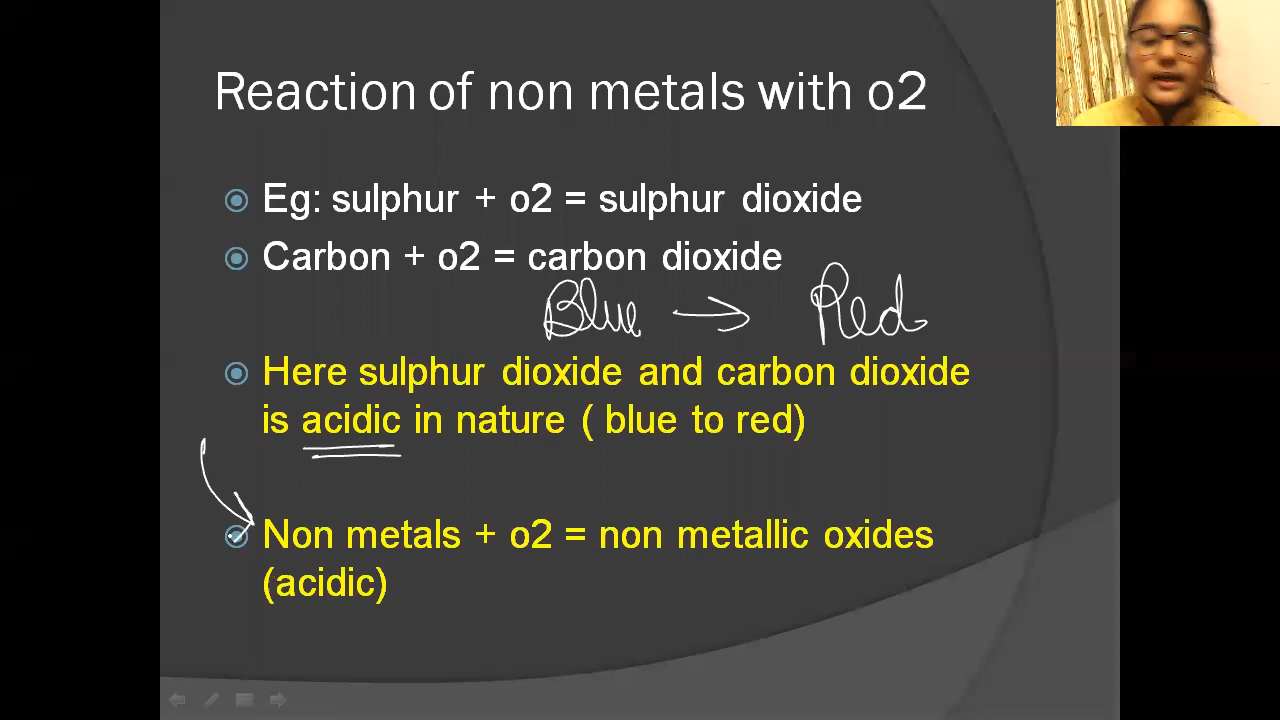 Reaction of non metals with o2
Eg: sulphur + o2 = sulphur dioxide
Carbon + o2 = carbon dioxide
Blue → Red
Here sulphur dioxide and carbon dioxide
is acidic in nature ( blue to red)
Non metals + o2 = non metallic oxides
(acidic)